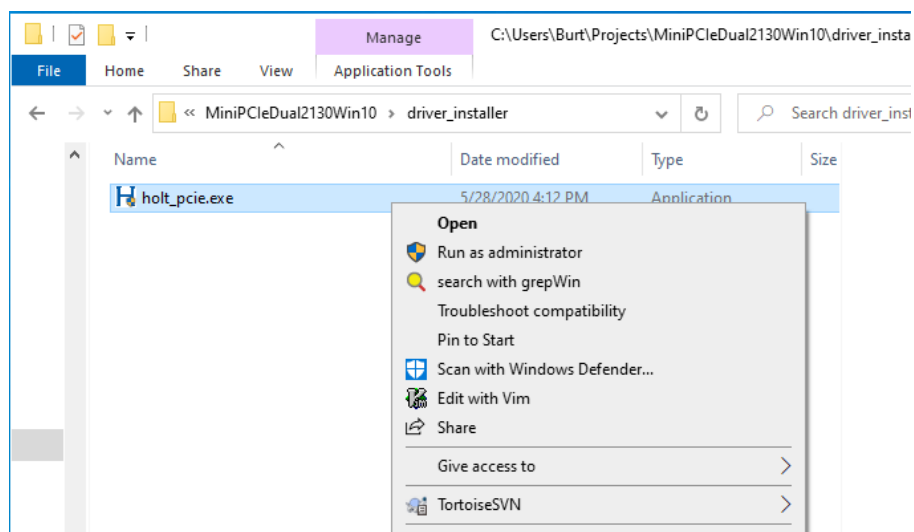 Manage
C:\Users\Burt\Projects\MiniPCIeDual2130Win10\driver_insta
File Home Share View Application Tools
« MiniPCIeDual2130Win10 > driver_installer Search driver_inst
Name Date modified Type Size
holt_pcie.exe 5/28/2020 4:12 PM Application
Open
Run as administrator
search with grepWin
Troubleshoot compatibility
Pin to Start
Scan with Windows Defender...
Edit with Vim
Share
Give access to
TortoiseSVN